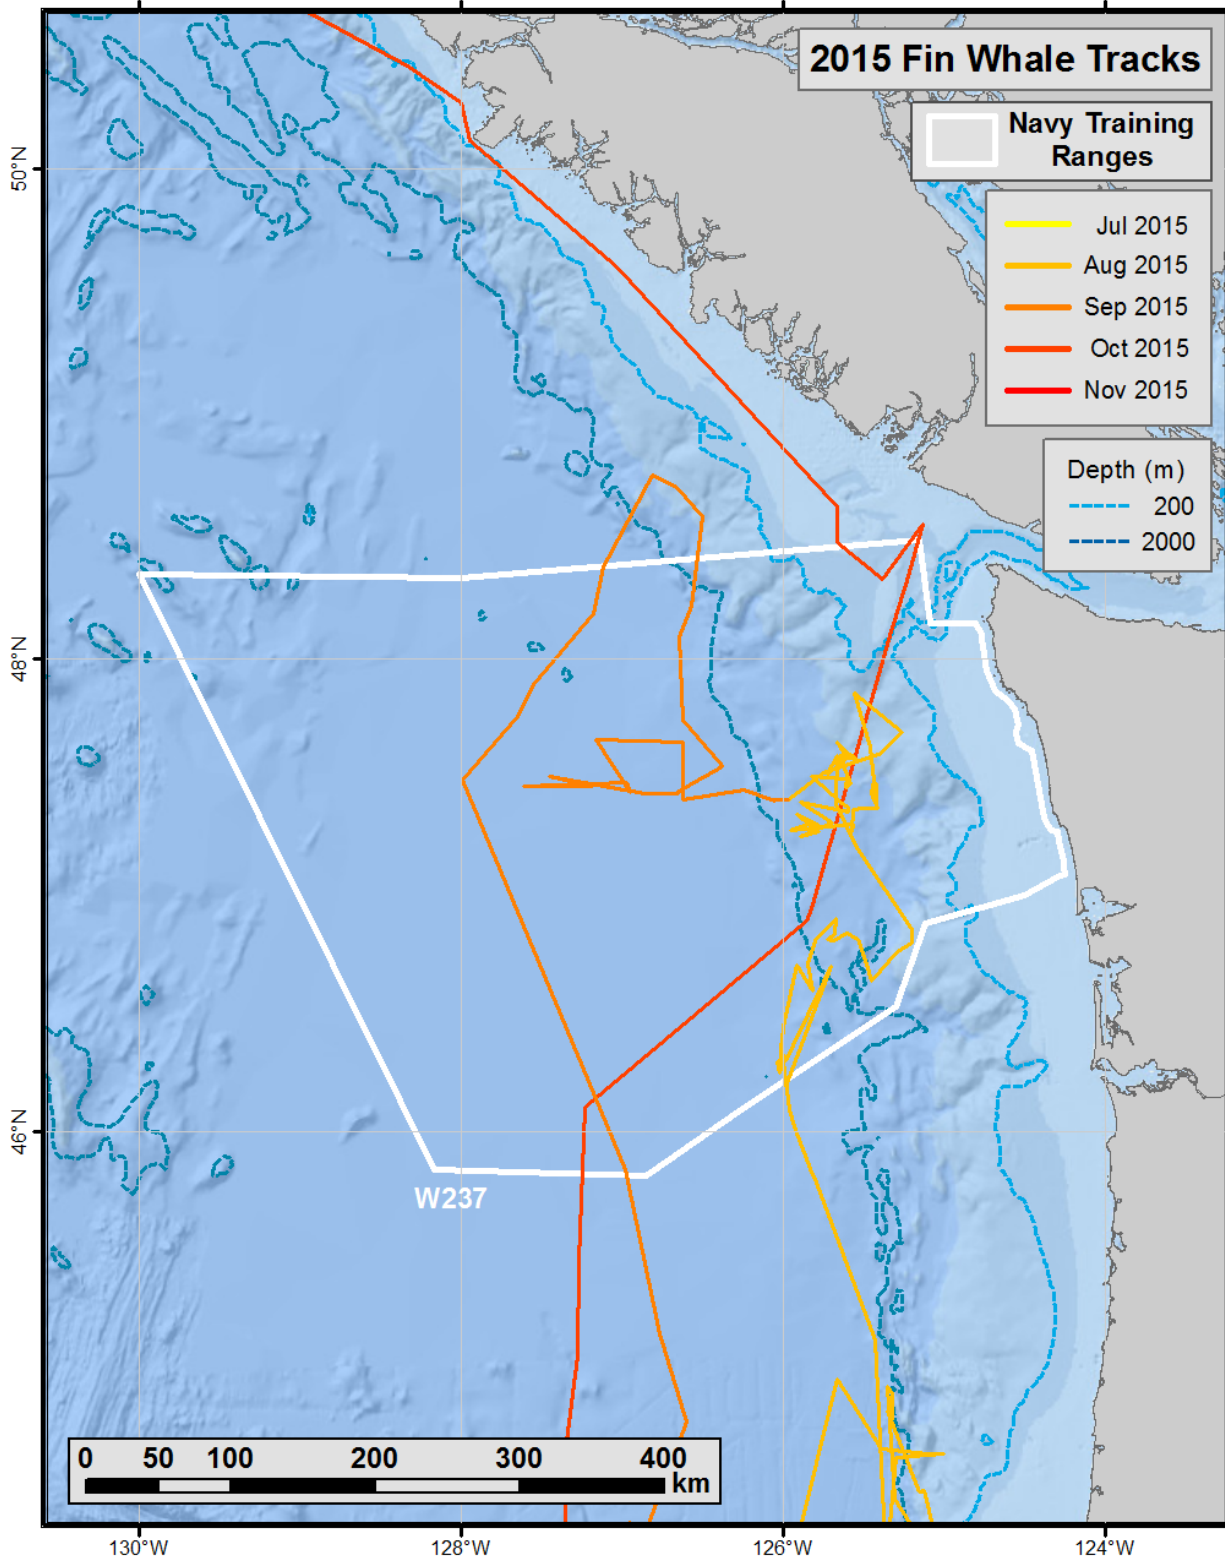 2015 Fin Whale Tracks
Navy Training
Ranges
Jul 2015
Aug 2015
Sep 2015
Oct 2015
Nov 2015
Depth (m)
200
2000
50°N
48°N
46°N
W237
0 50 100 200 300 400
km
130°W 128°W 126°W 124°W